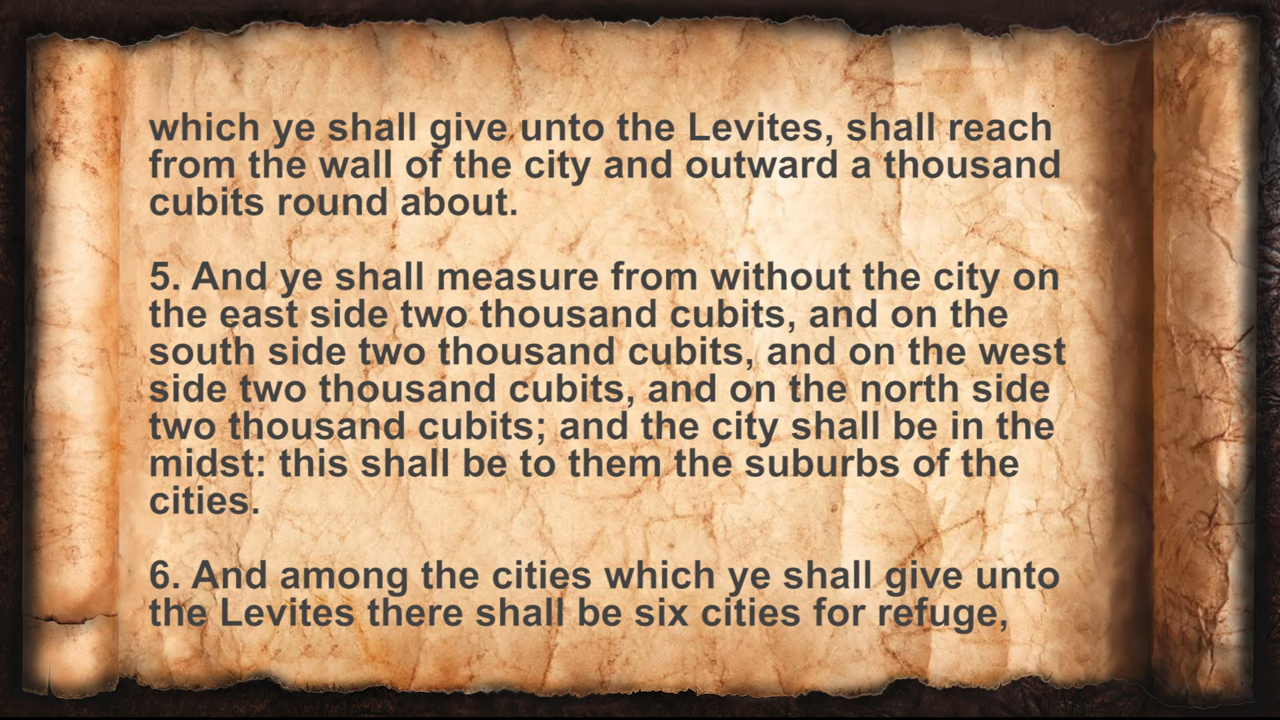 which ye shall give unto the Levites, shall reach
from the wall of the city and outward a thousand
cubits round about.
5. And ye shall measure from without the city on
the east side two thousand cubits, and on the
south side two thousand cubits, and on the west
side two thousand cubits, and on the north side
two thousand cubits; and the city shall be in the
midst: this shall be to them the suburbs of the
cities.
6. And among the cities which ye shall give unto
the Levites there shall be six cities for refuge,